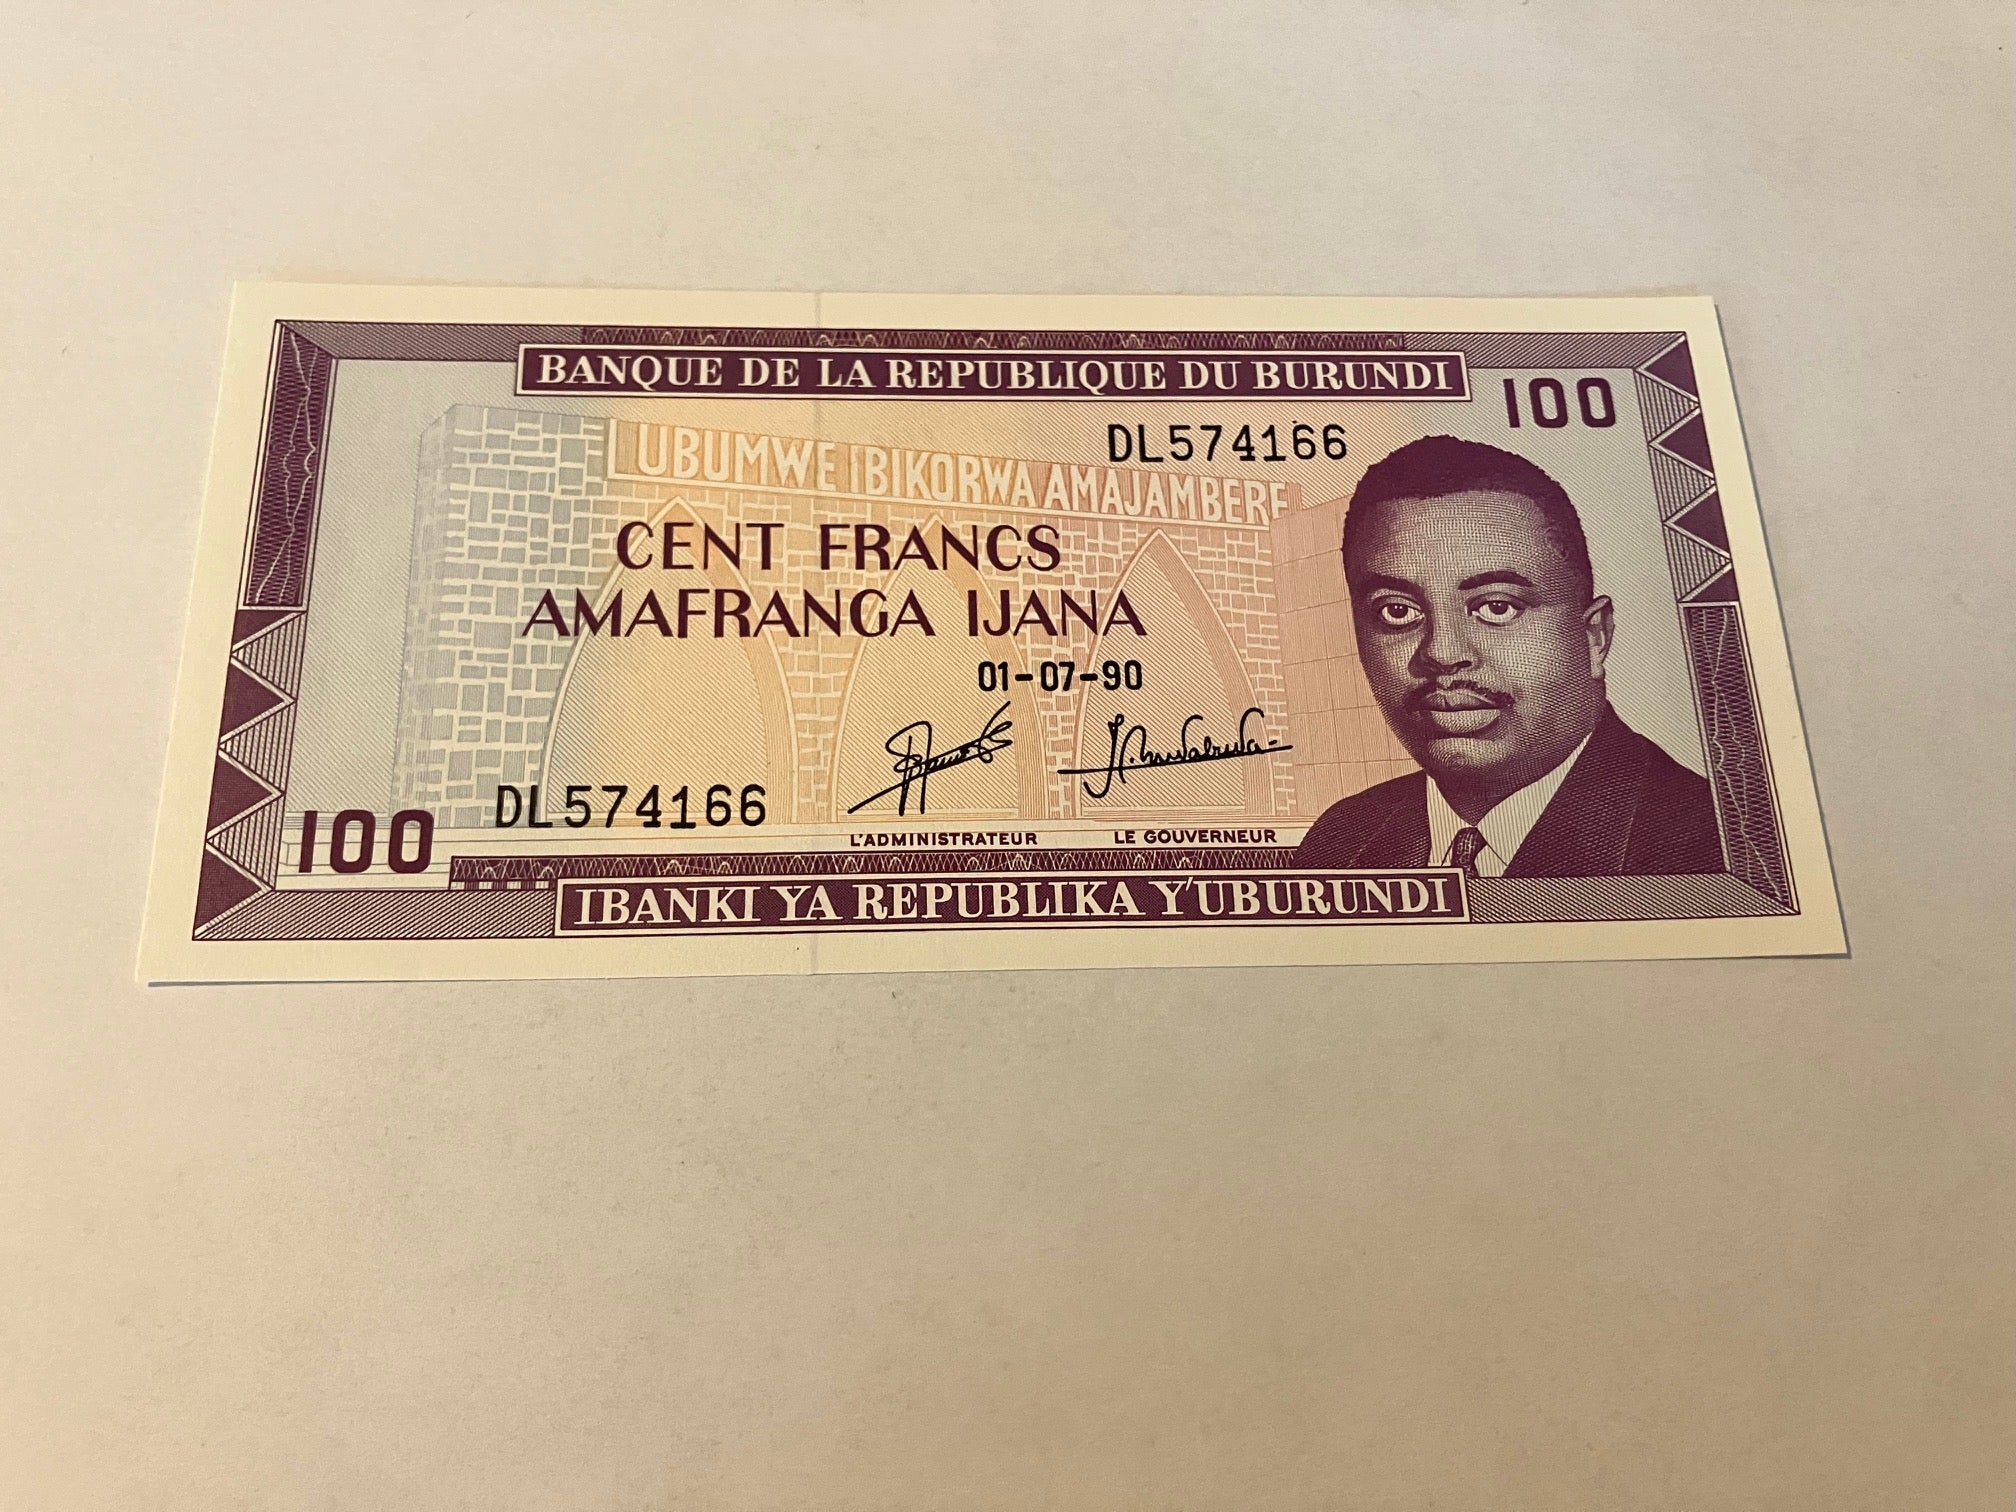 BANQUE DE LA REPUBLIQUE DU BURUNDI
100
DL574166
UBUMWE IBIKORWA AMAJAMBERE
CENT FRANCS
AMAFRANGA IJANA
01-07-90
DL574166
100
L'ADMINISTRATEUR
LE GOUVERNEUR
IBANKI YA REPUBLIKA Y'UBURUNDI